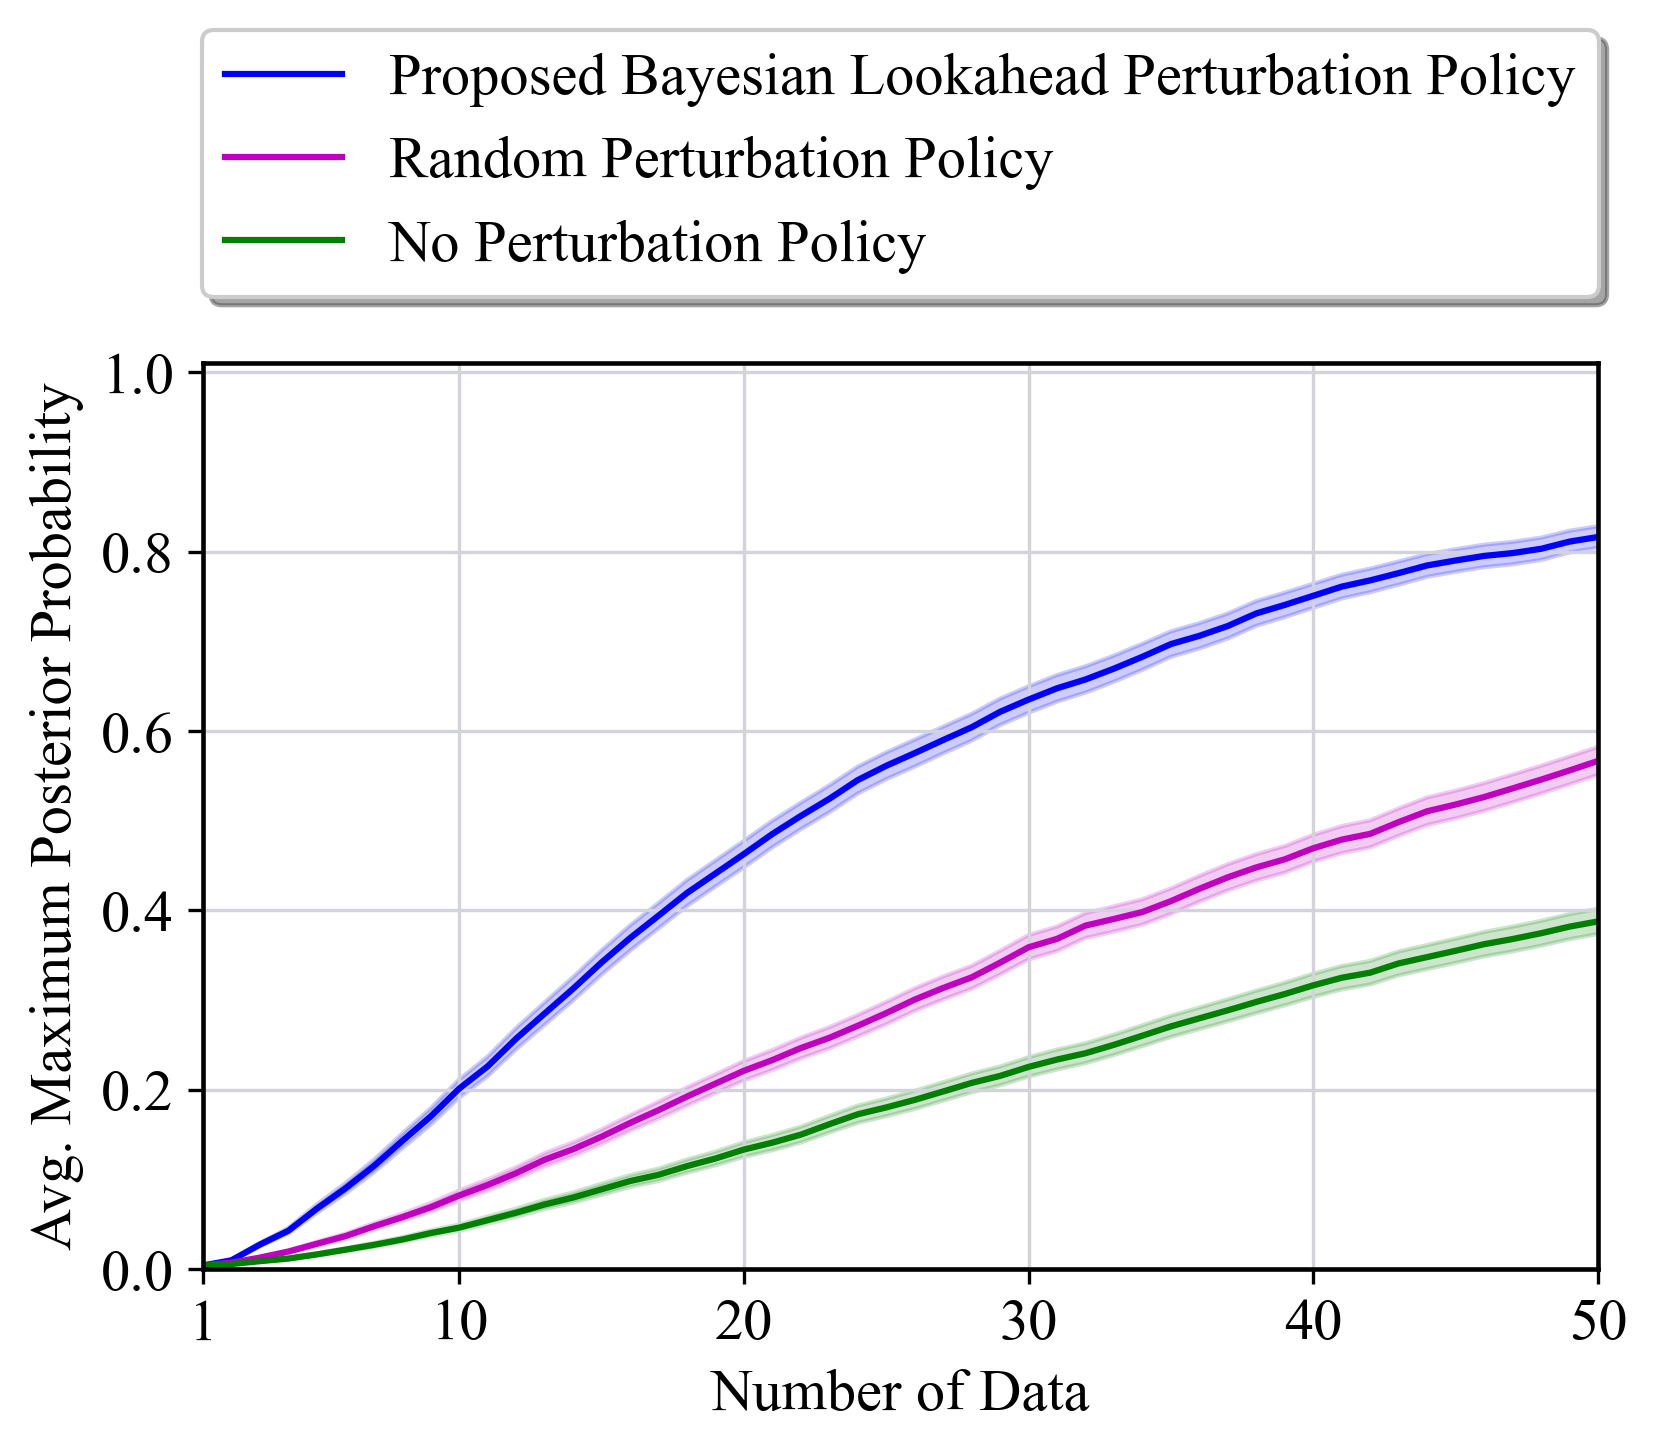 Proposed Bayesian Lookahead Perturbation Policy
Random Perturbation Policy
No Perturbation Policy
Avg. Maximum Posterior Probability
1.0
0.8
0.6
0.4
0.2
0.0
1 10 20 30 40 50
Number of Data